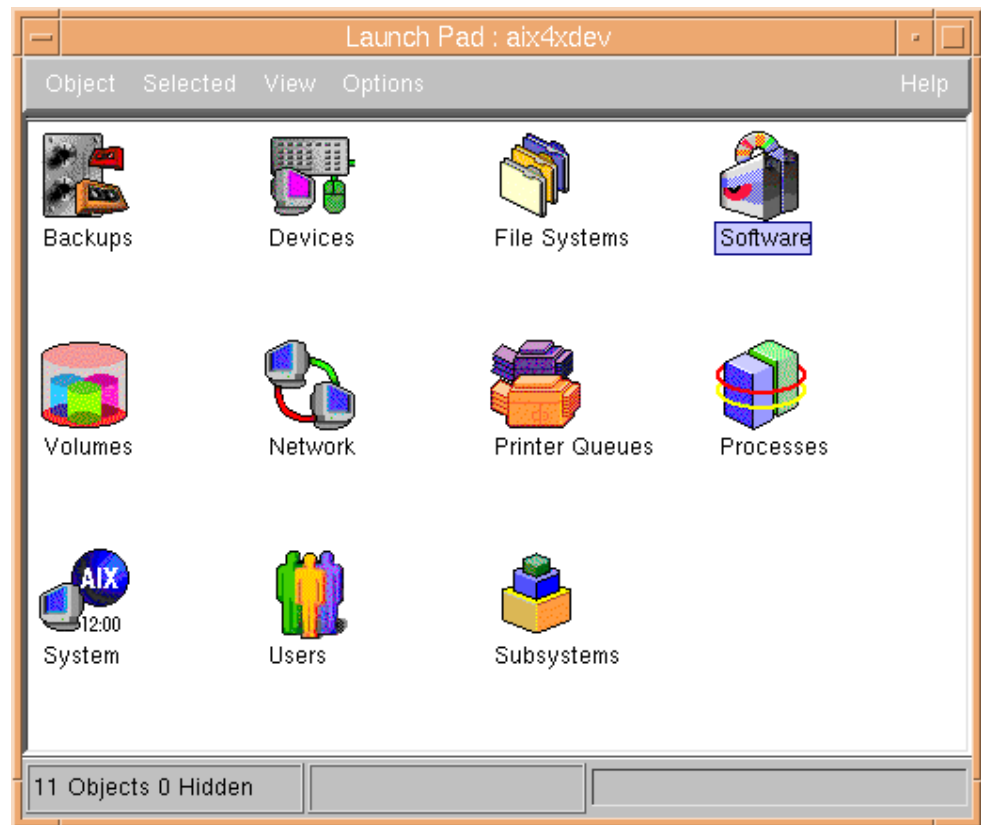 Launch Pad : aix4xdev
Object Selected View Options Help
Backups Devices File Systems Software
Volumes Network Printer Queues Processes
AIX
12:00
System Users Subsystems
11 Objects 0 Hidden